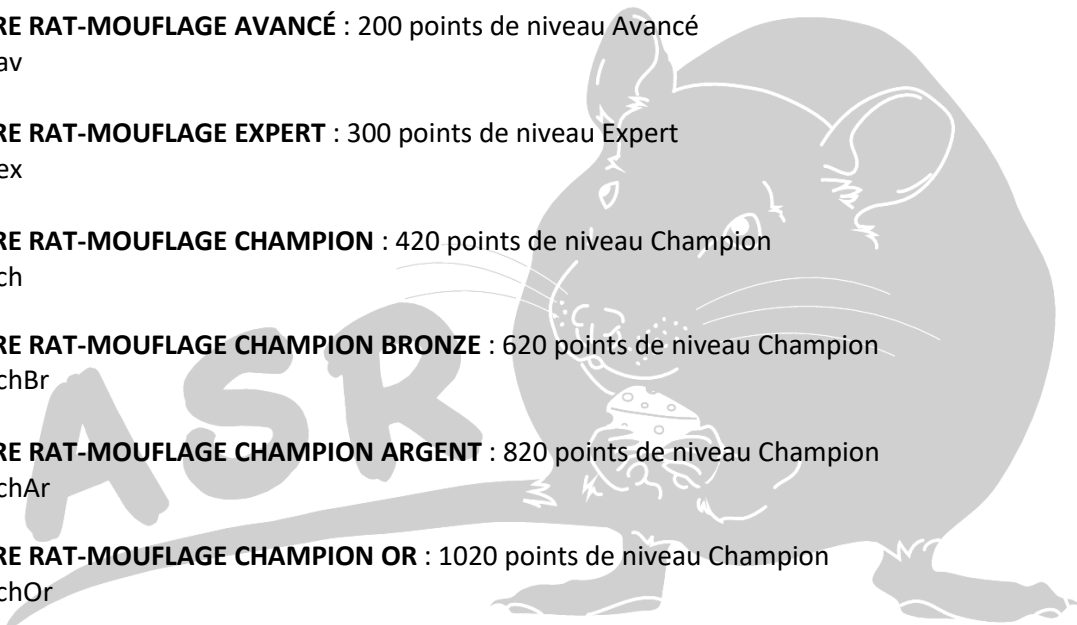 RE RAT-MOUFLAGE AVANCÉ : 200 points de niveau Avancé
av
RE RAT-MOUFLAGE EXPERT : 300 points de niveau Expert
ex
RE RAT-MOUFLAGE CHAMPION : 420 points de niveau Champion
ch
RE RAT-MOUFLAGE CHAMPION BRONZE : 620 points de niveau Champion
chBr
RE RAT-MOUFLAGE CHAMPION ARGENT : 820 points de niveau Champion
chAr
RE RAT-MOUFLAGE CHAMPION OR : 1020 points de niveau Champion
chOr
ASR